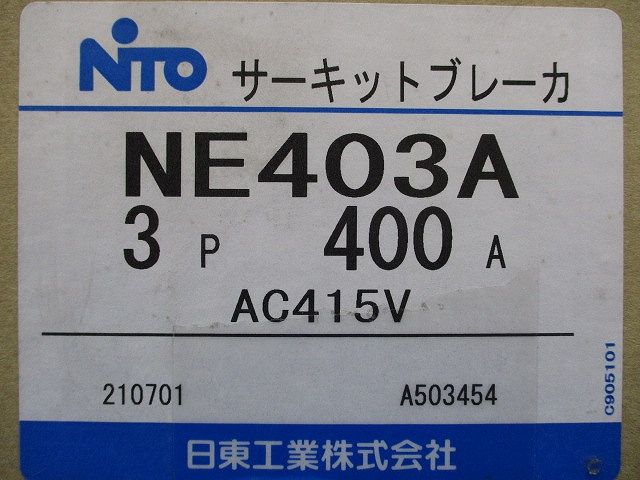 NiTO サーキットブレーカ
NE403A
3 P 400 A
AC415V
210701 A503454
C905101
日東工業株式会社